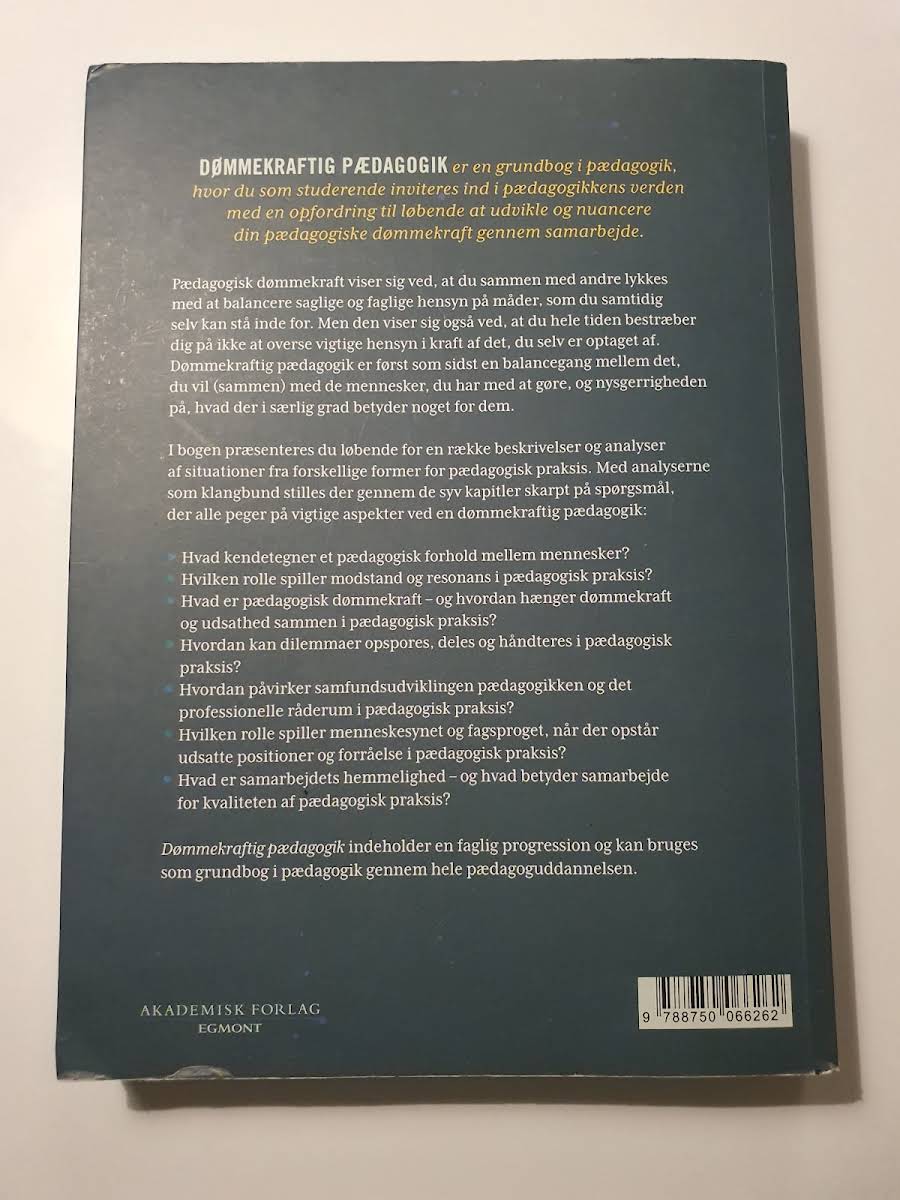 DØMMEKRAFTIG PÆDAGOGIK er en grundbog i pædagogik,
hvor du som studerende inviteres ind i pædagogikkens verden
med en opfordring til løbende at udvikle og nuancere
din pædagogiske dømmekraft gennem samarbejde.
Pædagogisk dømmekraft viser sig ved, at du sammen med andre lykkes
med at balancere saglige og faglige hensyn på måder, som du samtidig
selv kan stå inde for. Men den viser sig også ved, at du hele tiden bestræber
dig på ikke at overse vigtige hensyn i kraft af det, du selv er optaget af.
Dømmekraftig pædagogik er først som sidst en balancegang mellem det,
du vil (sammen) med de mennesker, du har med at gøre, og nysgerrigheden
på, hvad der i særlig grad betyder noget for dem.
I bogen præsenteres du løbende for en række beskrivelser og analyser
af situationer fra forskellige former for pædagogisk praksis. Med analyserne
som klangbund stilles der gennem de syv kapitler skarpt på spørgsmål,
der alle peger på vigtige aspekter ved en dømmekraftig pædagogik:
Hvad kendetegner et pædagogisk forhold mellem mennesker?
Hvilken rolle spiller modstand og resonans i pædagogisk praksis?
Hvad er pædagogisk dømmekraft – og hvordan hænger dømmekraft
og udsathed sammen i pædagogisk praksis?
Hvordan kan dilemmaer opspores, deles og håndteres i pædagogisk
praksis?
Hvordan påvirker samfundsudviklingen pædagogikken og det
professionelle råderum i pædagogisk praksis?
Hvilken rolle spiller menneskesynet og fagsproget, når der opstår
udsatte positioner og forråelse i pædagogisk praksis?
Hvad er samarbejdets hemmelighed – og hvad betyder samarbejde
for kvaliteten af pædagogisk praksis?
Dømmekraftig pædagogik indeholder en faglig progression og kan bruges
som grundbog i pædagogik gennem hele pædagoguddannelsen.
AKADEMISK FORLAG
EGMONT
9 788750 066262